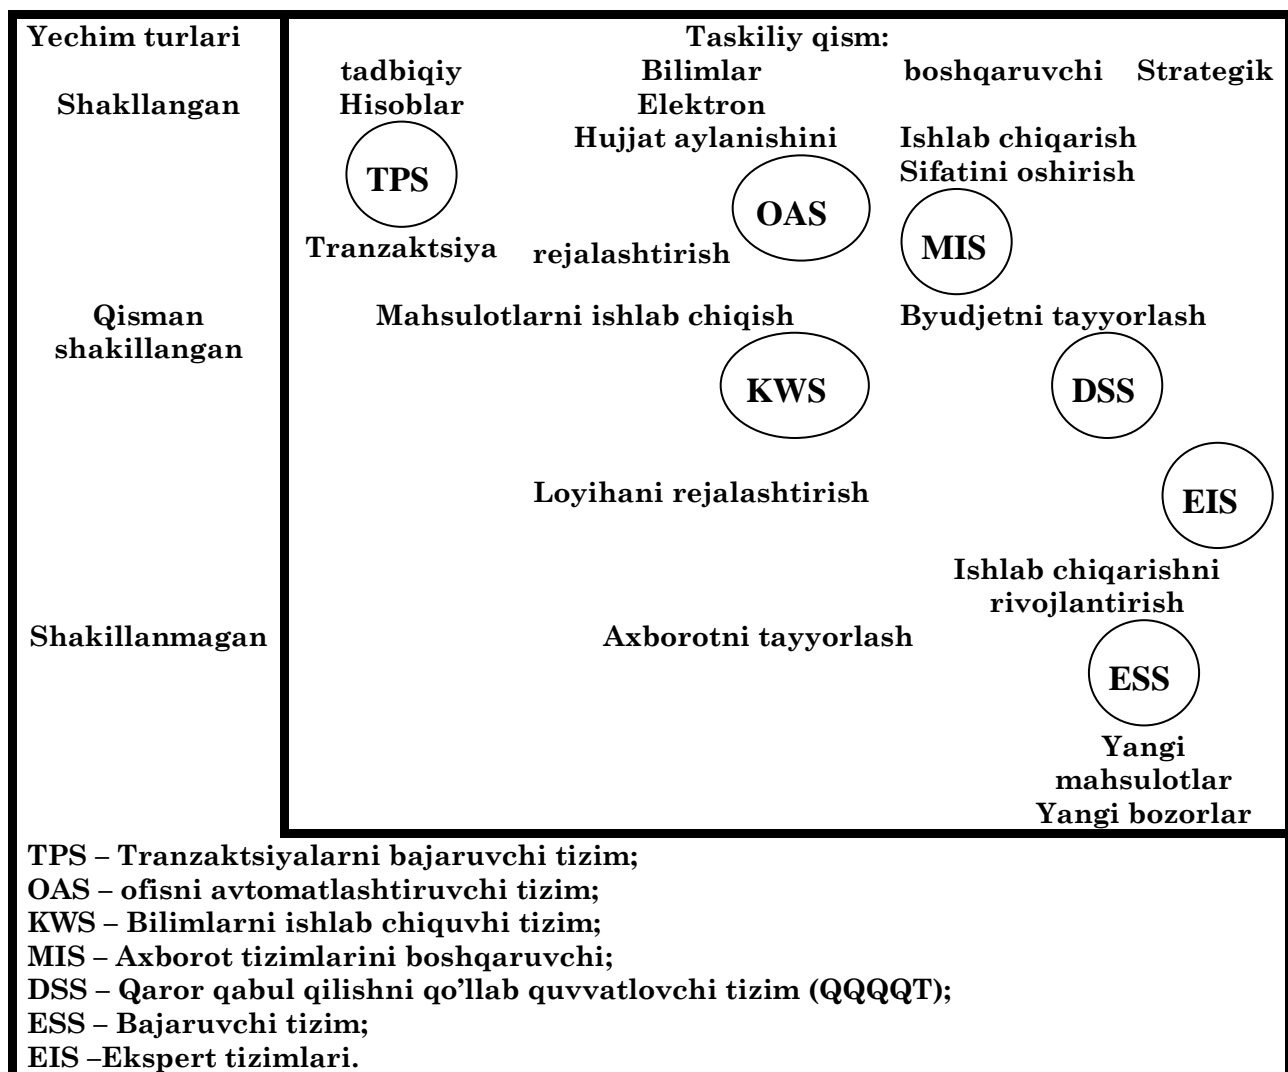 Yechim turlari
Taskiliy qism:
tadbiqiy Bilimlar boshqaruvchi Strategik
Shakllangan Hisoblar Elektron
Hujjat aylanishini Ishlab chiqarish
TPS Sifatini oshirish
OAS
MIS
Tranzaktsiya rejalashtirish
Qisman Mahsulotlarni ishlab chiqish Byudjetni tayyorlash
shakillangan
KWS DSS
Loyihani rejalashtirish EIS
Ishlab chiqarishni
rivojlantirish
Shakillanmagan Axborotni tayyorlash
ESS
Yangi
mahsulotlar
Yangi bozorlar
TPS – Tranzaktsiyalarni bajaruvchi tizim;
OAS – ofisni avtomatlashtiruvchi tizim;
KWS – Bilimlarni ishlab chiquvhi tizim;
MIS – Axborot tizimlarini boshqaruvchi;
DSS – Qaror qabul qilishni qo’llab quvvatlovchi tizim (QQQQT);
ESS – Bajaruvchi tizim;
EIS –Ekspert tizimlari.